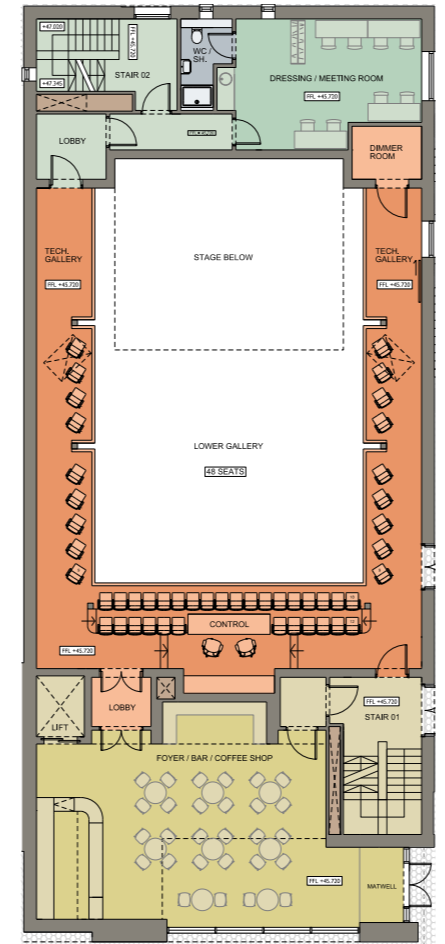 +47.020
FFL +45.720
STAIR 02
+47.245
WC /
SH.
DRESSING / MEETING ROOM
FFL +45.720
LOBBY
DIMMER
ROOM
TECH.
GALLERY
FFL +45.720
STAGE BELOW
TECH.
GALLERY
FFL +45.720
LOWER GALLERY
48 SEATS
CONTROL
FFL +45.720
LIFT
LOBBY
FFL +45.720
STAIR 01
FOYER / BAR / COFFEE SHOP
FFL +45.720
MATWELL